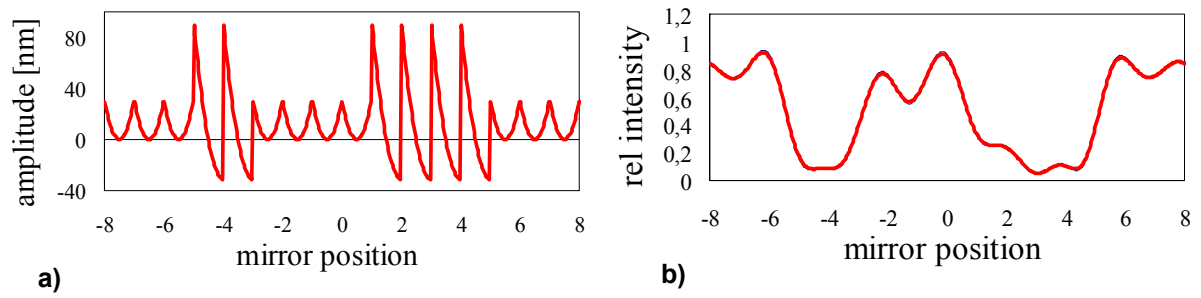 amplitude [nm]
80
40
0
-40
-8 -6 -4 -2 0 2 4 6 8
mirror position
a)
rel intensity
1,2
1
0,8
0,6
0,4
0,2
0
-8 -6 -4 -2 0 2 4 6 8
mirror position
b)